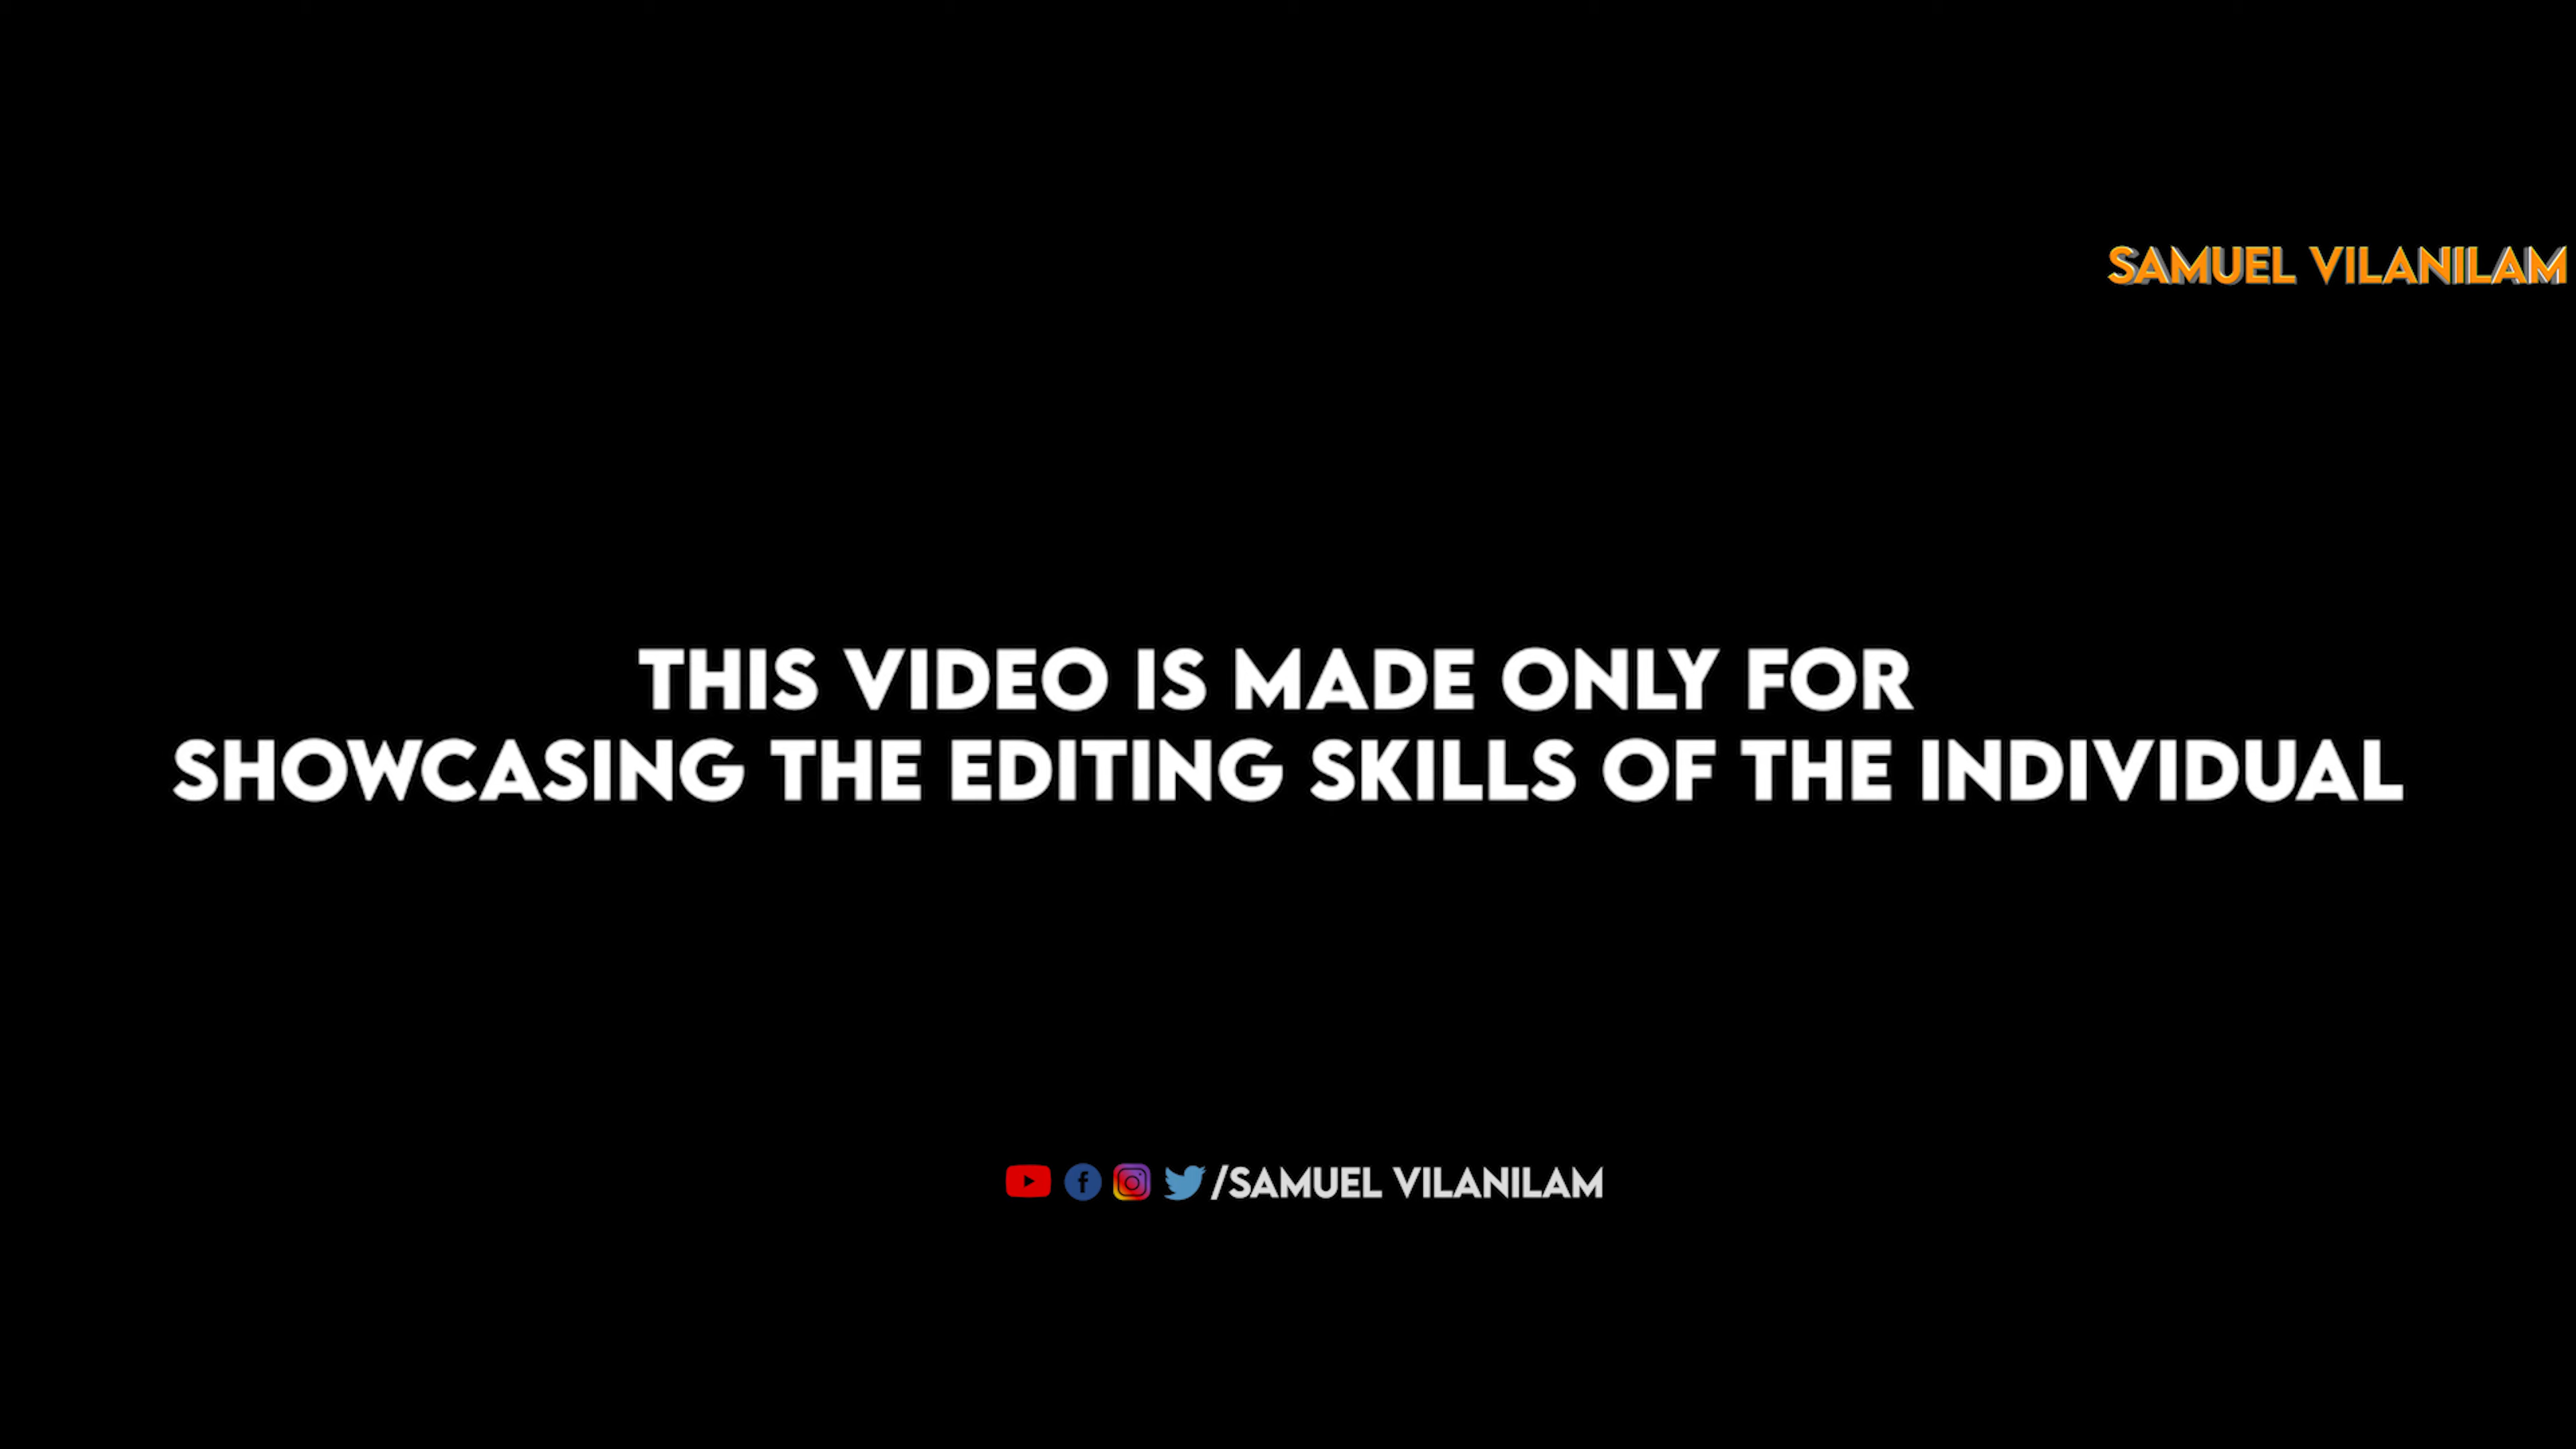 SAMUEL VILANILAM
THIS VIDEO IS MADE ONLY FOR
SHOWCASING THE EDITING SKILLS OF THE INDIVIDUAL
/SAMUEL VILANILAM